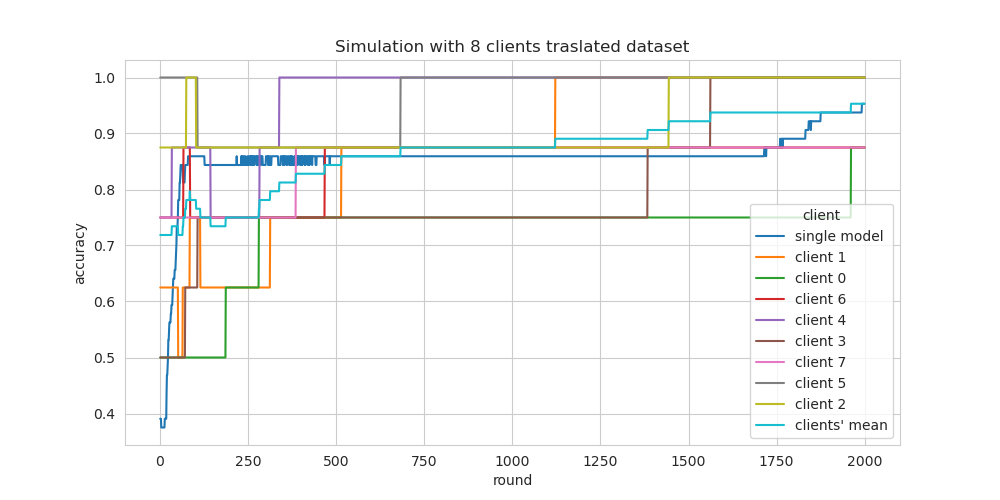 Simulation with 8 clients traslated dataset
accuracy
1.0
0.9
0.8
0.7
0.6
0.5
0.4
0
250
500
750
1000
1250
1500
1750
2000
round
client
single model
client 1
client 0
client 6
client 4
client 3
client 7
client 5
client 2
clients' mean